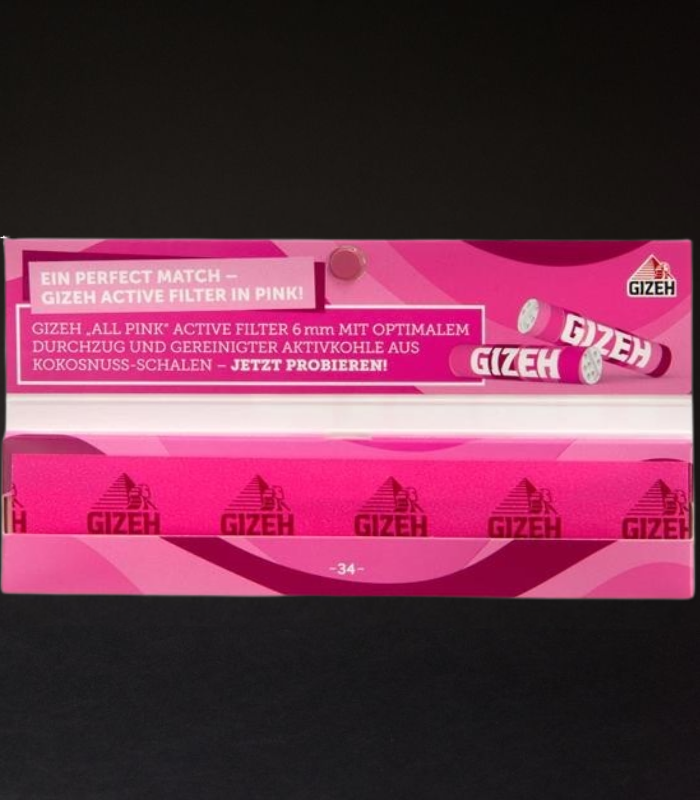 EIN PERFECT MATCH –
GIZEH ACTIVE FILTER IN PINK!
GIZEH „ALL PINK“ ACTIVE FILTER 6 mm MIT OPTIMALEM
DURCHZUG UND GEREINIGTER AKTIVKOHLE AUS
KOKOSNUSS-SCHALEN – JETZT PROBIEREN!
GIZEH
GIZEH
GIZEH
H GIZEH GIZEH GIZEH GIZEH GIZEH
~34~